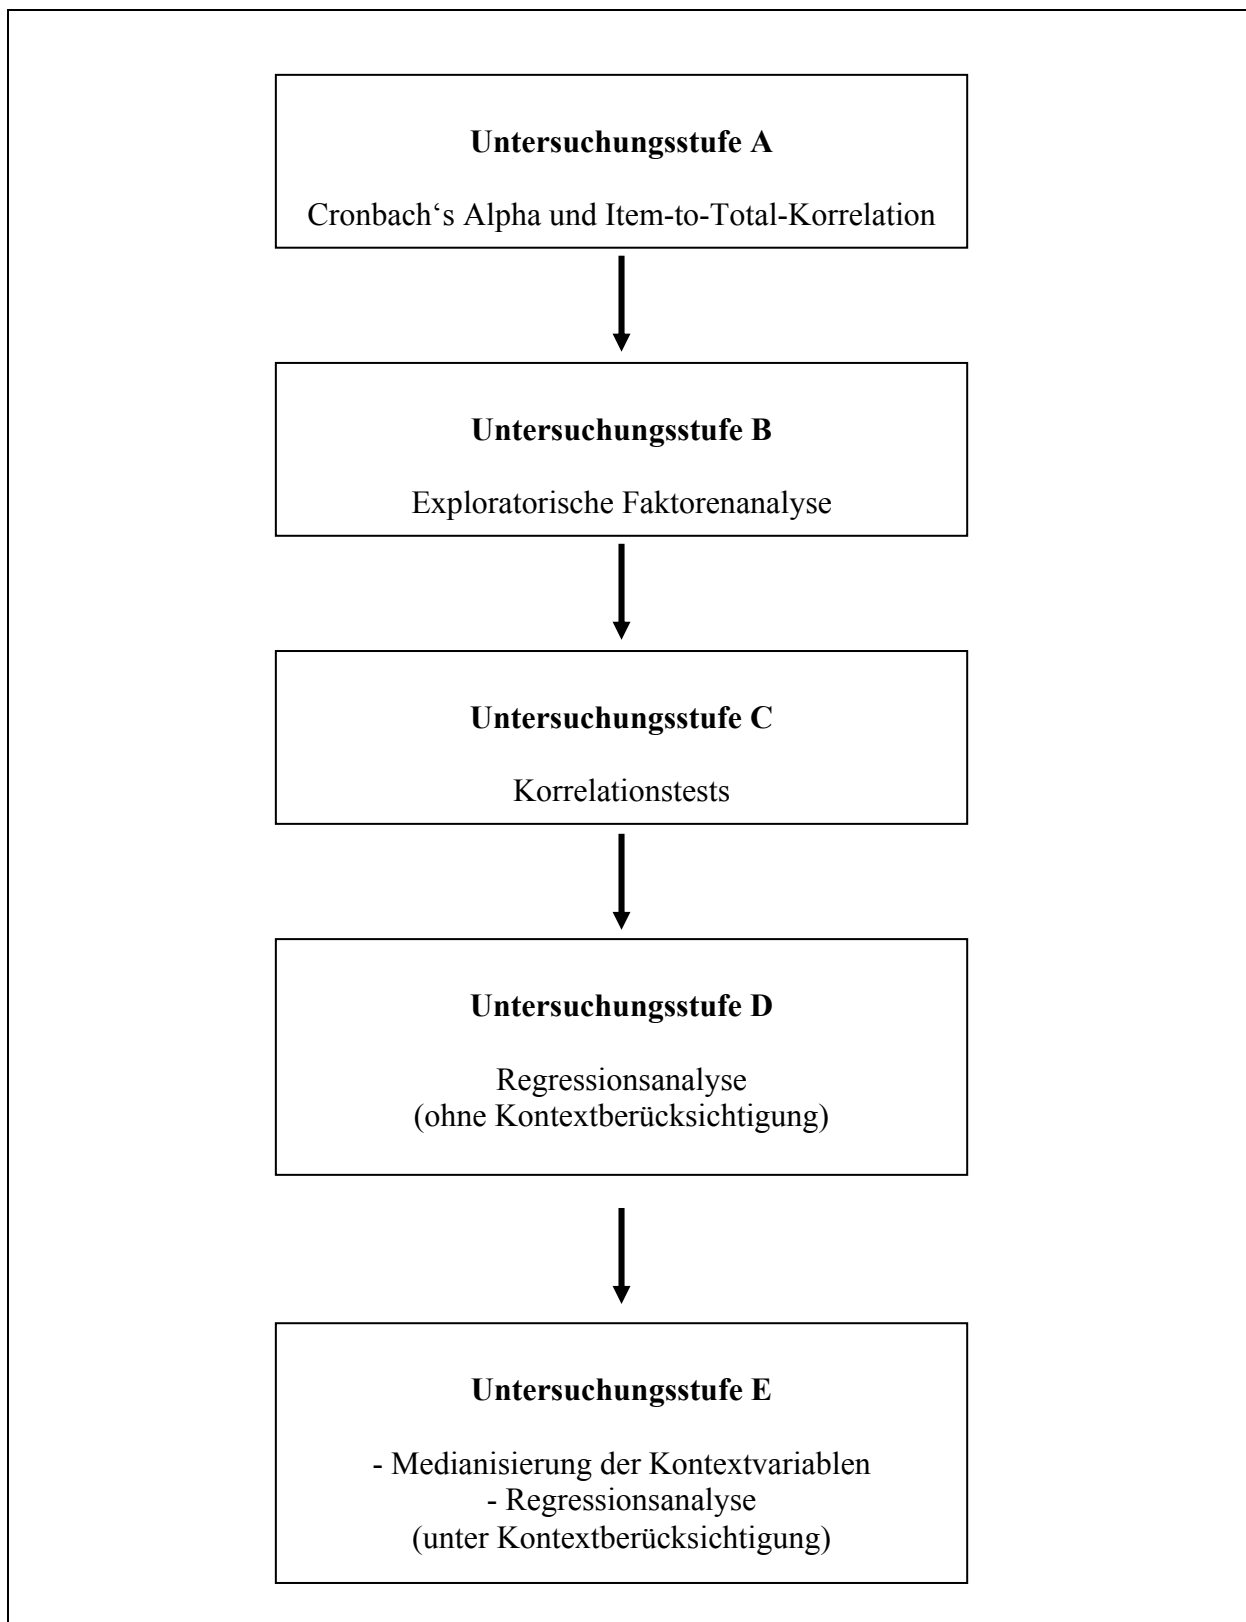 Untersuchungsstufe A
Cronbach‘s Alpha und Item-to-Total-Korrelation
Untersuchungsstufe B
Exploratorische Faktorenanalyse
Untersuchungsstufe C
Korrelationstests
Untersuchungsstufe D
Regressionsanalyse
(ohne Kontextberücksichtigung)
Untersuchungsstufe E
- Medianisierung der Kontextvariablen
- Regressionsanalyse
(unter Kontextberücksichtigung)